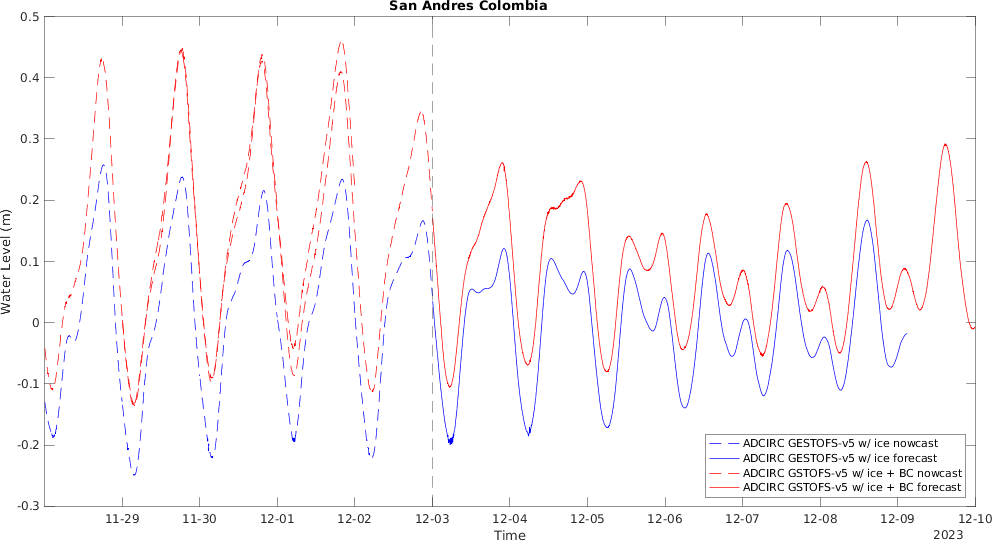 San Andres Colombia
0.5
0.4
0.3
0.2
0.1
0
-0.1
-0.2
-0.3
Water Level (m)
ADCIRC GESTOFS-v5 w/ ice nowcast
ADCIRC GESTOFS-v5 w/ ice forecast
ADCIRC GSTOFS-v5 w/ ice + BC nowcast
ADCIRC GSTOFS-v5 w/ ice + BC forecast
11-29 11-30 12-01 12-02 12-03 12-04 12-05 12-06 12-07 12-08 12-09 12-10
Time
2023